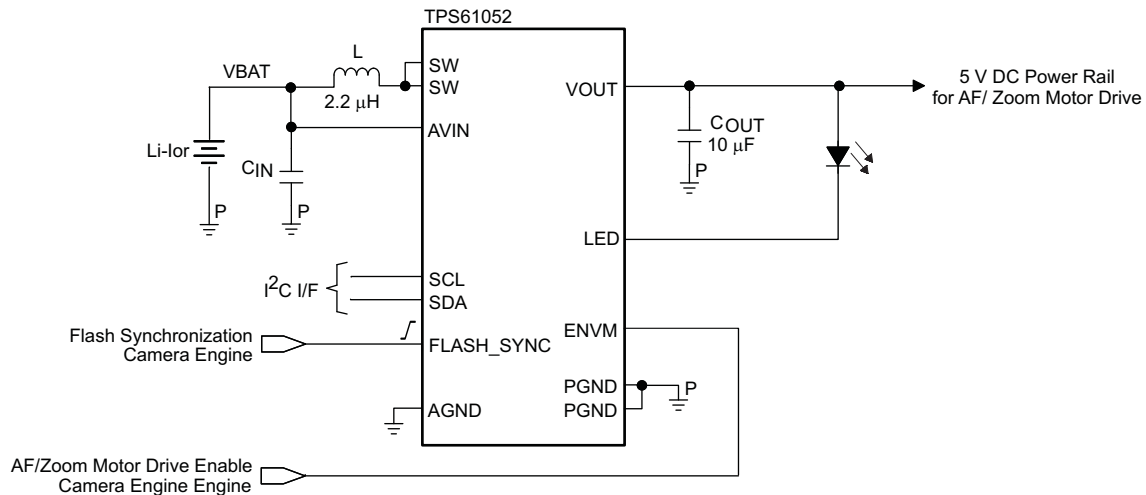 TPS61052
L
VBAT
2.2 μH
SW
SW
AVIN
Li-Ior
CIN
P
P
VOUT
COUT
10 μF
P
5 V DC Power Rail
for AF/ Zoom Motor Drive
LED
I2C I/F
SCL
SDA
Flash Synchronization
Camera Engine
FLASH_SYNC
ENVM
PGND
PGND
P
AGND
AF/Zoom Motor Drive Enable
Camera Engine Engine